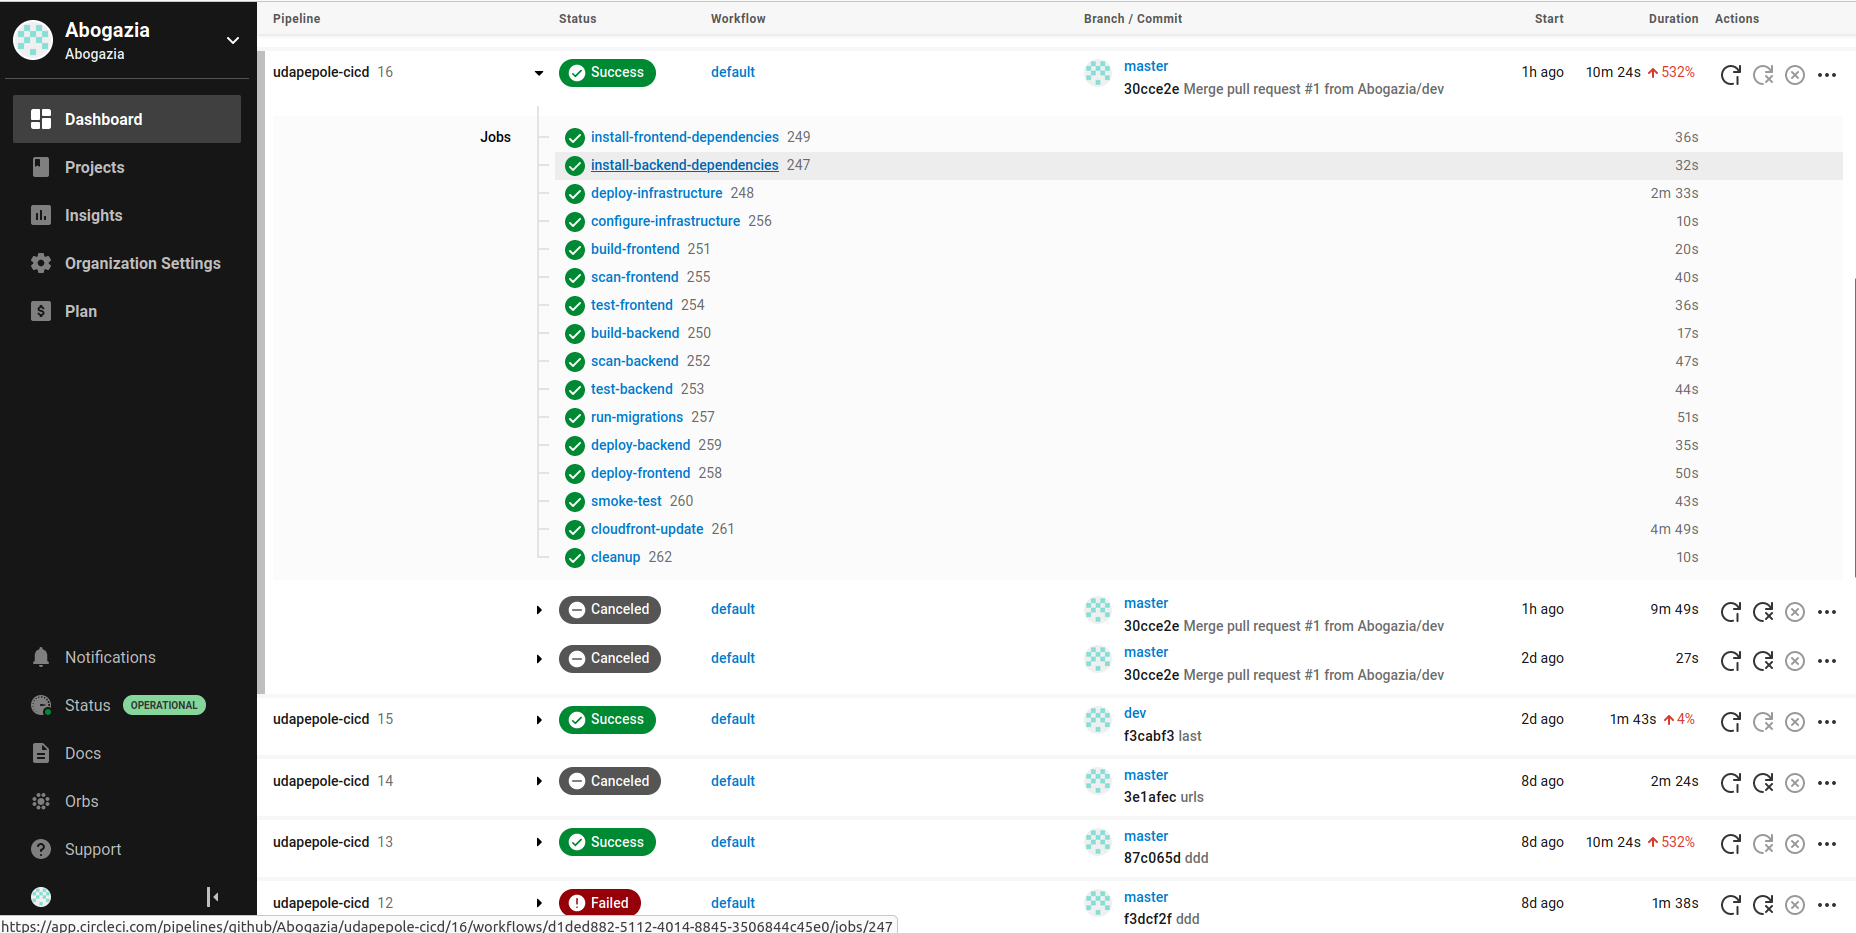 Abogazia
Abogazia
Dashboard
Projects
Insights
Organization Settings
Plan
Notifications
Status OPERATIONAL
Docs
Orbs
Support
Pipeline Status Workflow Branch / Commit Start Duration Actions
udapepole-cicd 16 Success default master 1h ago 10m 24s 532%
30cce2e Merge pull request #1 from Abogazia/dev
Jobs install-frontend-dependencies 249 36s
install-backend-dependencies 247 32s
deploy-infrastructure 248 2m 33s
configure-infrastructure 256 10s
build-frontend 251 20s
scan-frontend 255 40s
test-frontend 254 36s
build-backend 250 17s
scan-backend 252 47s
test-backend 253 44s
run-migrations 257 51s
deploy-backend 259 35s
deploy-frontend 258 50s
smoke-test 260 43s
cloudfront-update 261 4m 49s
cleanup 262 10s
Canceled default master 1h ago 9m 49s
30cce2e Merge pull request #1 from Abogazia/dev
Canceled default master 2d ago 27s
30cce2e Merge pull request #1 from Abogazia/dev
udapepole-cicd 15 Success default dev 2d ago 1m 43s 4%
f3cabf3 last
udapepole-cicd 14 Canceled default master 8d ago 2m 24s
3e1afec urls
udapepole-cicd 13 Success default master 8d ago 10m 24s 532%
87c065d ddd
udapepole-cicd 12 Failed default master 8d ago 1m 38s
f3dcf2f ddd
https://app.circleci.com/pipelines/github/Abogazia/udapepole-cicd/16/workflows/d1ded882-5112-4014-8845-3506844c45e0/jobs/247